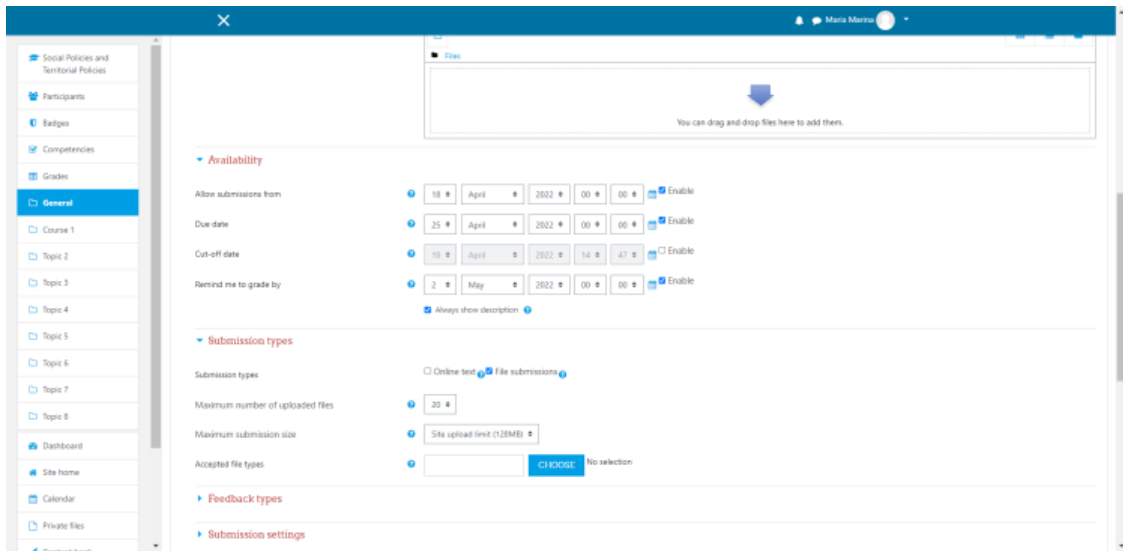 Maria Marina
Social Policies and
Territorial Policies
Participants
Badges
Competencies
Grades
General
Course 1
Topic 2
Topic 3
Topic 4
Topic 5
Topic 6
Topic 7
Topic 8
Dashboard
Site home
Calendar
Private files
Files
You can drag and drop files here to add them.
Availability
Allow submissions from 18 April 2022 00 00 Enable
Due date 25 April 2022 00 00 Enable
Cut-off date 18 April 2022 14 47 Enable
Remind me to grade by 2 May 2022 00 00 Enable
Always show description
Submission types
Submission types Online text File submissions
Maximum number of uploaded files 20
Maximum submission size Site upload limit (128MB)
Accepted file types CHOOSE No selection
Feedback types
Submission settings